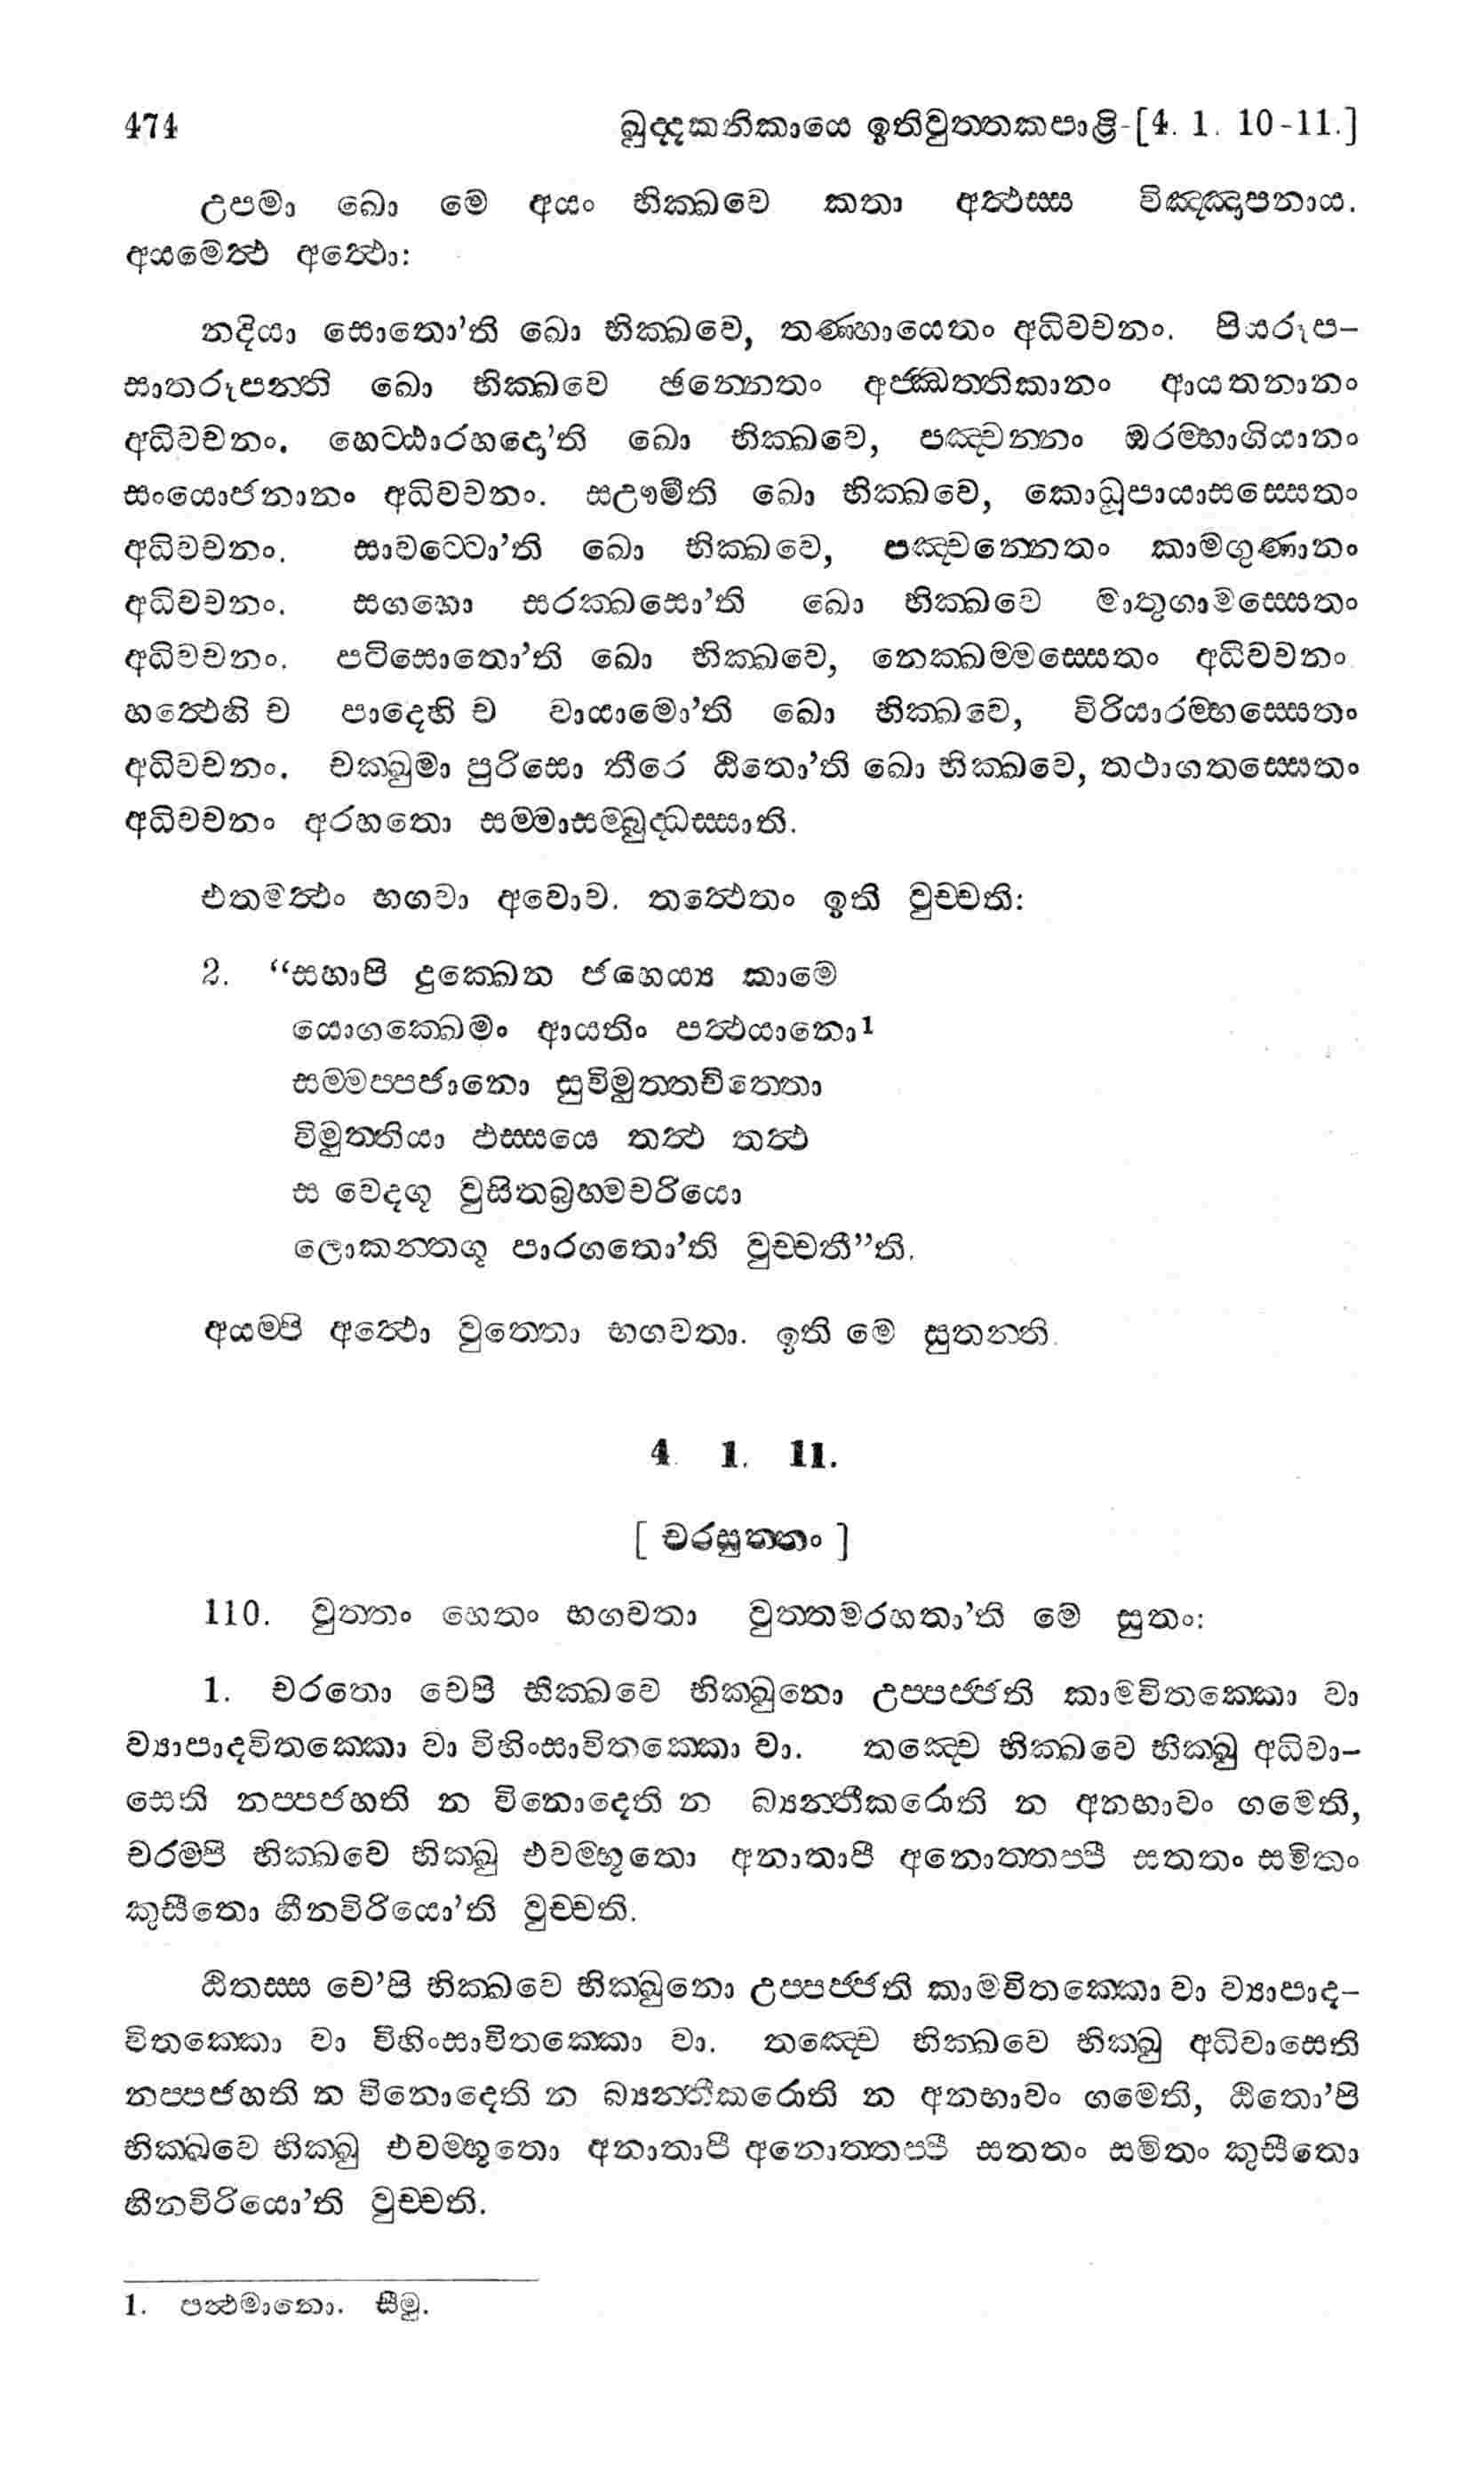 474 ඛුද්දකනිකායෙ ඉතිවුත්තකපාළි-[4. 1. 10-11.]
උපමා ඛො මෙ අයං භික්ඛවෙ කතා අත්ථස්ස විඤ්ඤාපනාය.
අයමෙත්ථ අත්ථො:
නදියා සොතො'ති ඛො භික්ඛවෙ, තණ්හායෙතං අධිවචනං. පියරූප-
සාතරූපන්ති ඛො භික්ඛවෙ ඡන්නෙතං අජ්ඣත්තිකානං ආයතනානං
අධිවචනං. හෙට්ඨාරහදො'ති ඛො භික්ඛවෙ, පඤ්චන්නං ඔරම්භාගියානං
සංයොජනානං අධිවචනං. සඌමීති ඛො භික්ඛවෙ, කොධූපායාසස්සෙතං
අධිවචනං. සාවට්ටො'ති ඛො භික්ඛවෙ, පඤ්චන්නෙතං කාමගුණානං
අධිවචනං. සගහො සරක්ඛසො'ති ඛො භික්ඛවෙ මාතුගාමස්සෙතං
අධිවචනං. පටිසොතො'ති ඛො භික්ඛවෙ, නෙක්ඛම්මස්සෙතං අධිවචනං
හත්ථෙහි ච පාදෙහි ච වායාමො'ති ඛො භික්ඛවෙ, විරියාරම්භස්සෙතං
අධිවචනං. චක්ඛුමා පුරිසො තීරෙ ඨිතො'ති ඛො භික්ඛවෙ, තථාගතස්සෙතං
අධිවචනං අරහතො සම්මාසම්බුද්ධස්සාති.
එතමත්ථං භගවා අවොච. තත්ථෙතං ඉති වුච්චති:
2. “සහාපි දුක්ඛෙන ජහෙය්‍ය කාමෙ
යොගක්ඛෙමං ආයතිං පත්ථයානො1
සම්මප්පජානො සුවිමුත්තචිත්තො
විමුත්තියා ඵස්සයෙ තත්ථ තත්ථ
ස වෙදගූ වුසිතබ්‍රහ්මචරියො
ලොකන්තගූ පාරගතො'ති වුච්චතී”ති.
අයම්පි අත්ථො වුත්තො භගවතා. ඉති මෙ සුතන්ති.
4. 1. 11.
[ චරසුත්තං ]
110. වුත්තං හෙතං භගවතා වුත්තමරහතා'ති මෙ සුතං:
1. චරතො චෙපි භික්ඛවෙ භික්ඛුනො උප්පජ්ජති කාමවිතක්කො වා
ව්‍යාපාදවිතක්කො වා විහිංසාවිතක්කො වා. තඤ්චෙ භික්ඛවෙ භික්ඛු අධිවා-
සෙති නප්පජහති න විනොදෙති න බ්‍යන්තීකරොති න අනභාවං ගමෙති,
චරම්පි භික්ඛවෙ භික්ඛු එවම්භූතො අනාතාපී අනොත්තප්පී සතතං සමිතං
කුසීතො හීනවිරියො'ති වුච්චති.
ඨිතස්ස චෙ'පි භික්ඛවෙ භික්ඛුනො උප්පජ්ජති කාමවිතක්කො වා ව්‍යාපාද-
විතක්කො වා විහිංසාවිතක්කො වා. තඤ්චෙ භික්ඛවෙ භික්ඛු අධිවාසෙති
නප්පජහති න විනොදෙති න බ්‍යන්තීකරොති න අනභාවං ගමෙති, ඨිතො'පි
භික්ඛවෙ භික්ඛු එවම්භූතො අනාතාපී අනොත්තප්පී සතතං සමිතං කුසීතො
හීනවිරියො'ති වුච්චති.
1. පත්ථමානො. සීමු.